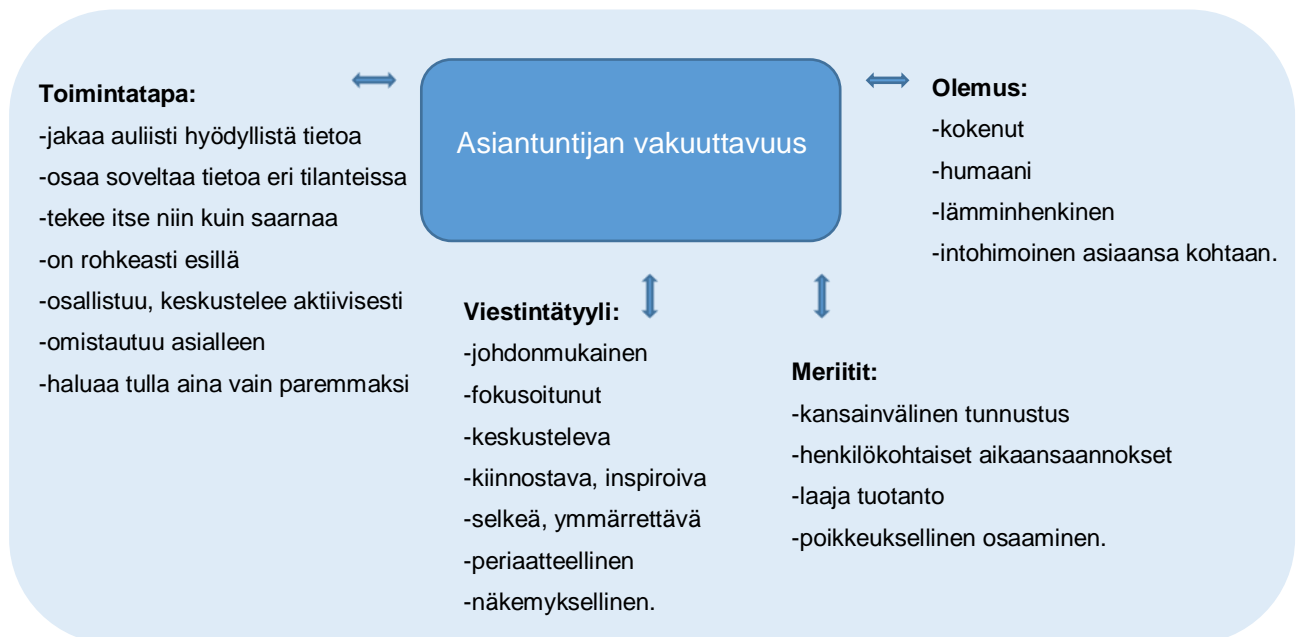 Asiantuntijan vakuuttavuus
Toimintatapa:
-jakaa auliisti hyödyllistä tietoa
-osaa soveltaa tietoa eri tilanteissa
-tekee itse niin kuin saarnaa
-on rohkeasti esillä
-osallistuu, keskustelee aktiivisesti
-omistautuu asialleen
-haluaa tulla aina vain paremmaksi
Viestintätyyli:
-johdonmukainen
-fokusoitunut
-keskusteleva
-kiinnostava, inspiroiva
-selkeä, ymmärrettävä
-periaatteellinen
-näkemyksellinen.
Meriitit:
-kansainvälinen tunnustus
-henkilökohtaiset aikaansaannokset
-laaja tuotanto
-poikkeuksellinen osaaminen.
Olemus:
-kokenut
-humaani
-lämminhenkinen
-intohimoinen asiaansa kohtaan.